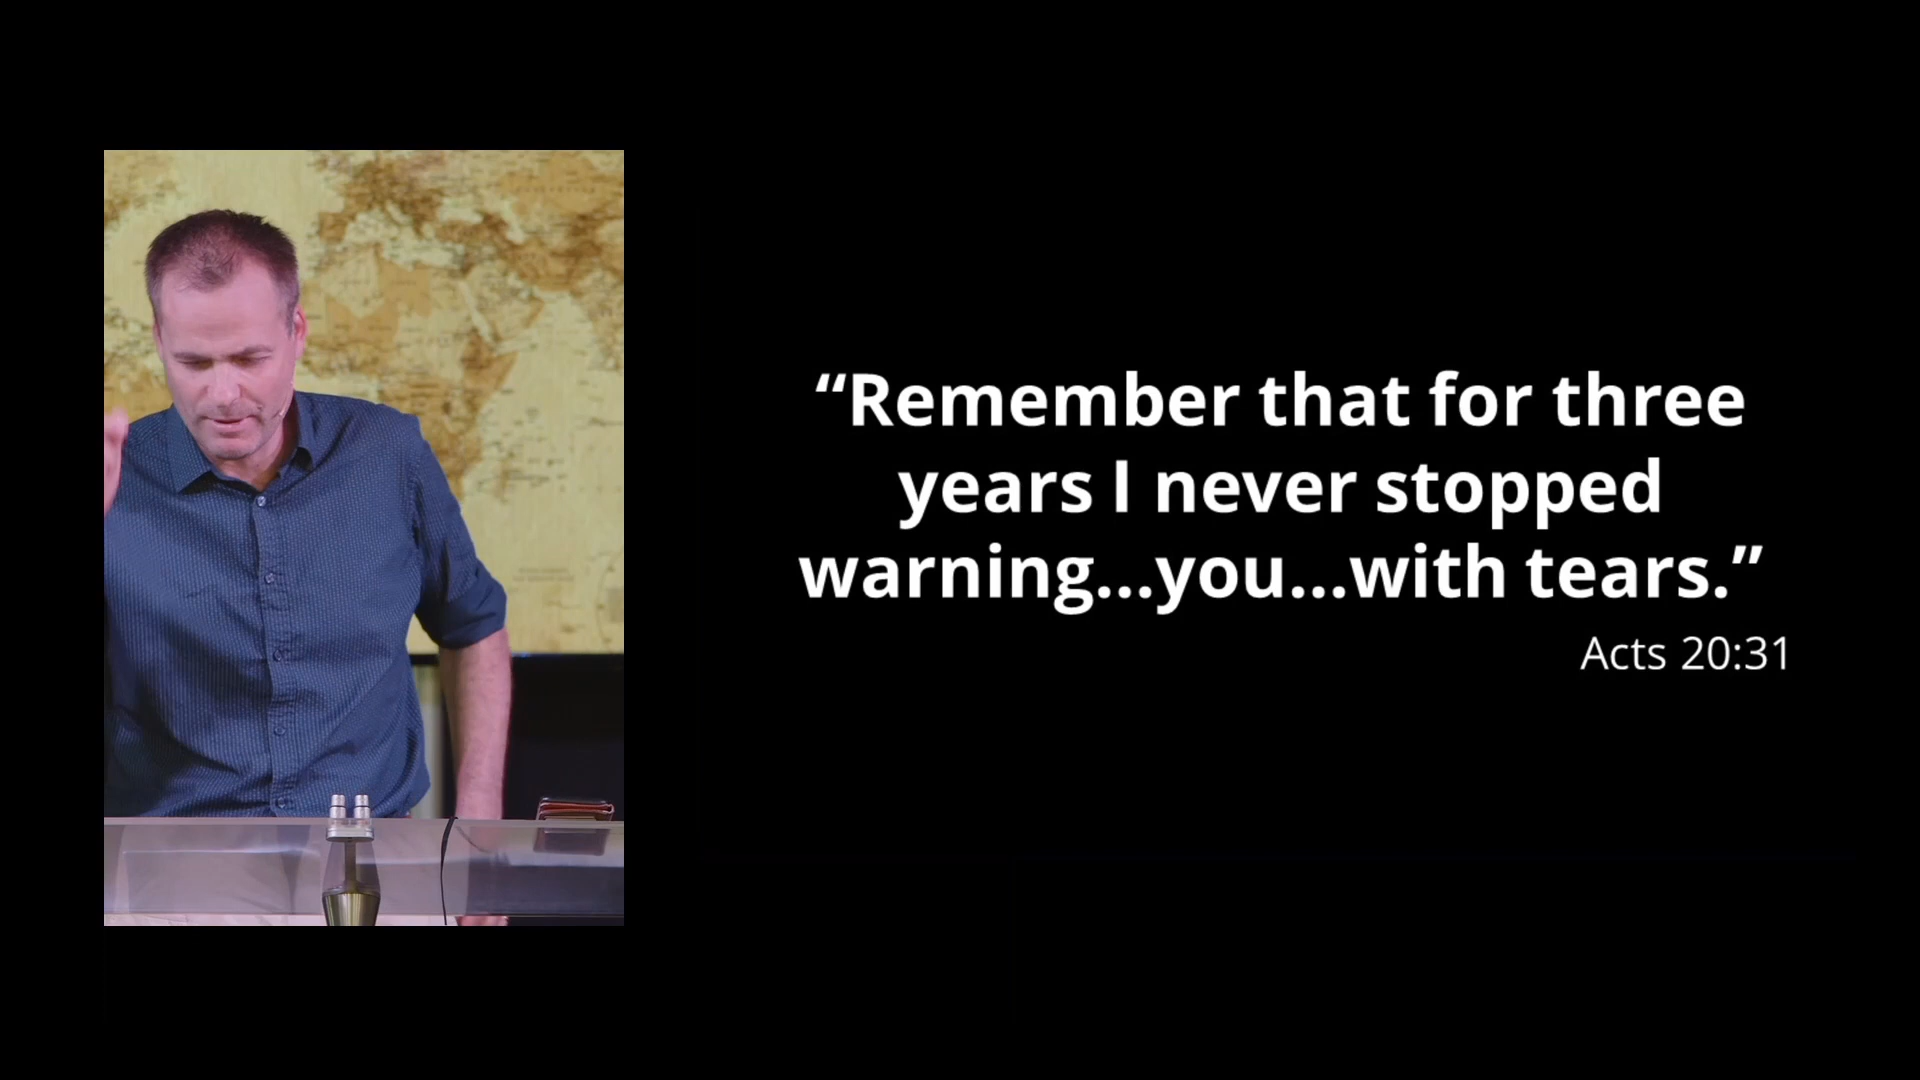 “Remember that for three
years I never stopped
warning...you...with tears.”
Acts 20:31